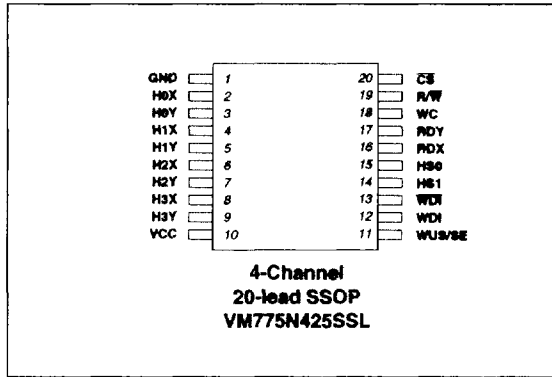 GND 1 20 C̅S̅
H0X 2 19 R/W̅
H0Y 3 18 WC
H1X 4 17 RDY
H1Y 5 16 RDX
H2X 6 15 HS0
H2Y 7 14 HS1
H3X 8 13 W̅D̅I̅
H3Y 9 12 WDI
VCC 10 11 WUS/SE
4-Channel
20-lead SSOP
VM775N425SSL